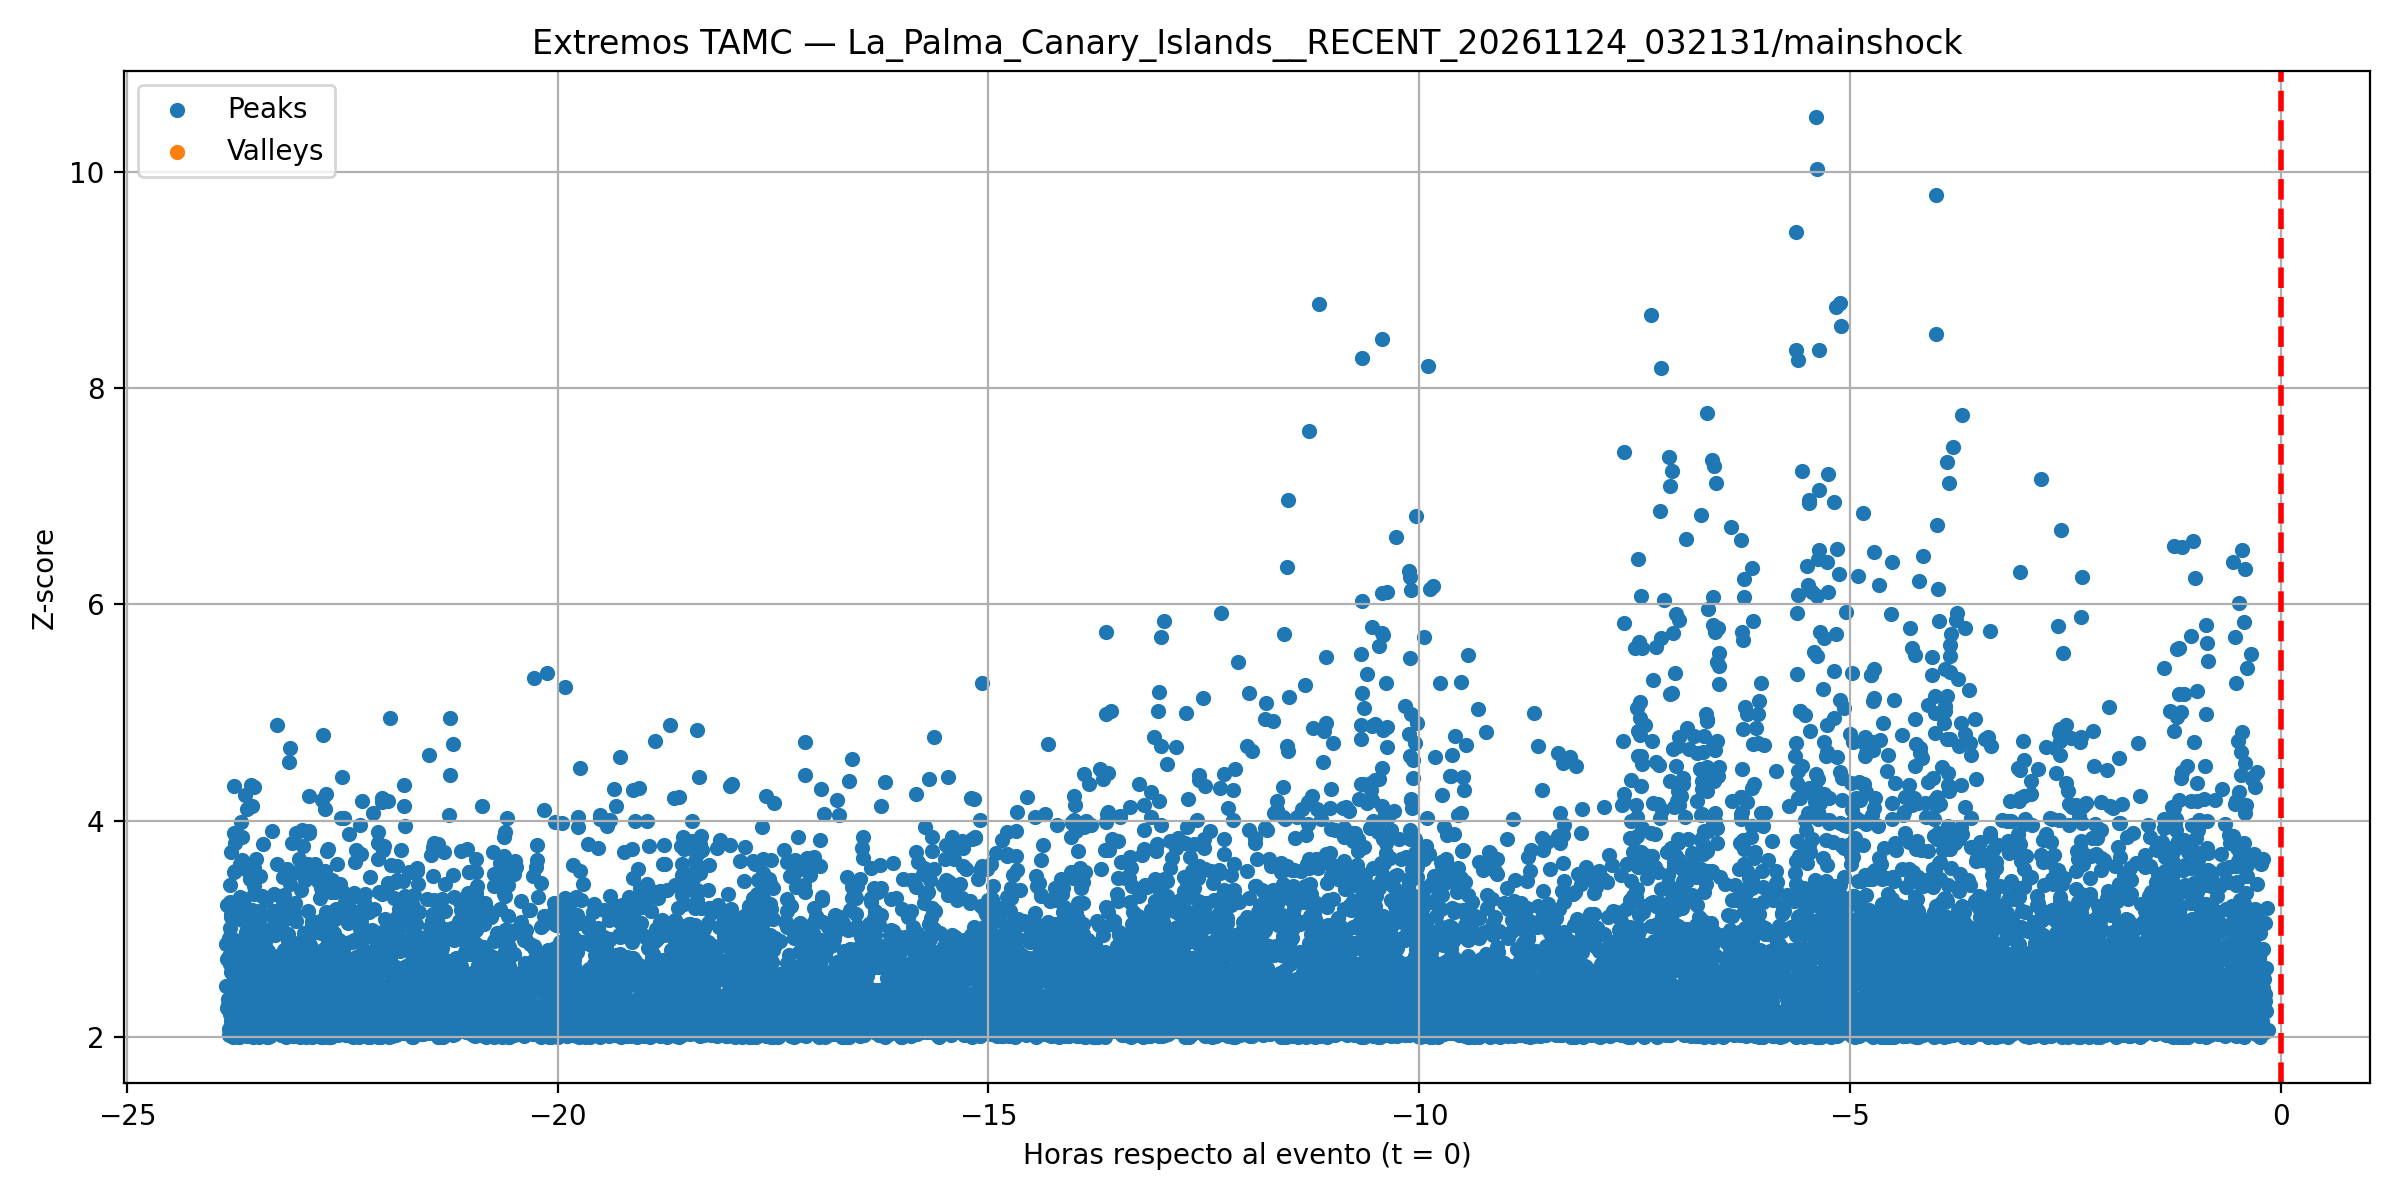 Extremos TAMC — La_Palma_Canary_Islands__RECENT_20261124_032131/mainshock
Peaks
Valleys
Z-score
10
8
6
4
2
−25 −20 −15 −10 −5 0
Horas respecto al evento (t = 0)